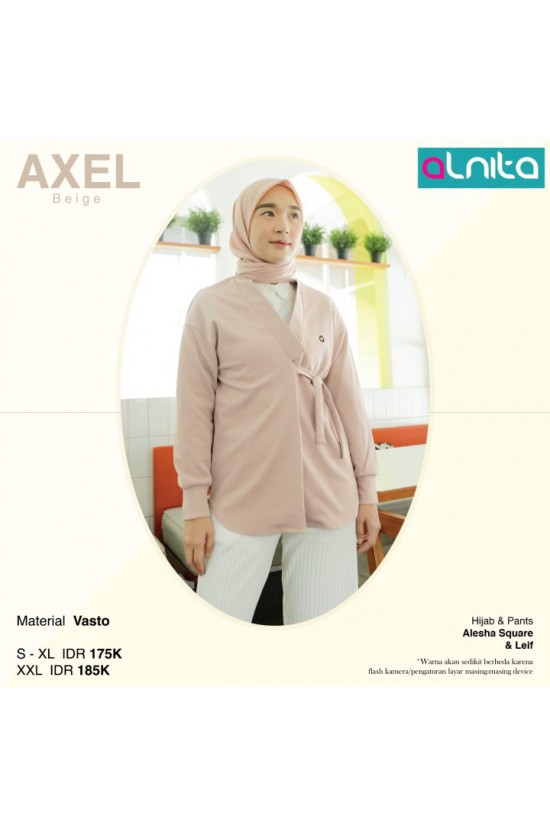 AXEL
Beige
alnita
Material Vasto
S - XL IDR 175K
XXL IDR 185K
Hijab & Pants
Alesha Square
& Leif
*Warna akan sedikit berbeda karena
flash kamera/pengaturan layar masing-masing device